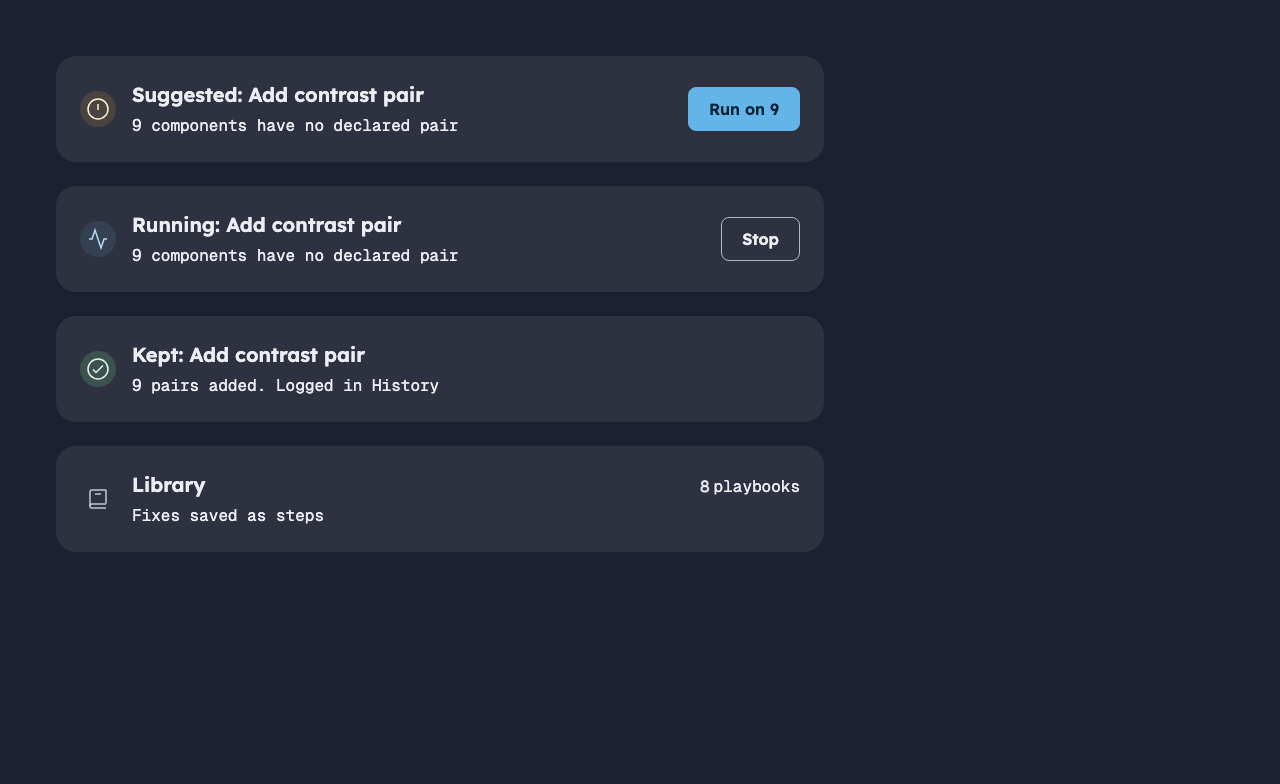 Suggested: Add contrast pair
9 components have no declared pair
Run on 9
Running: Add contrast pair
9 components have no declared pair
Stop
Kept: Add contrast pair
9 pairs added. Logged in History
Library
8 playbooks
Fixes saved as steps